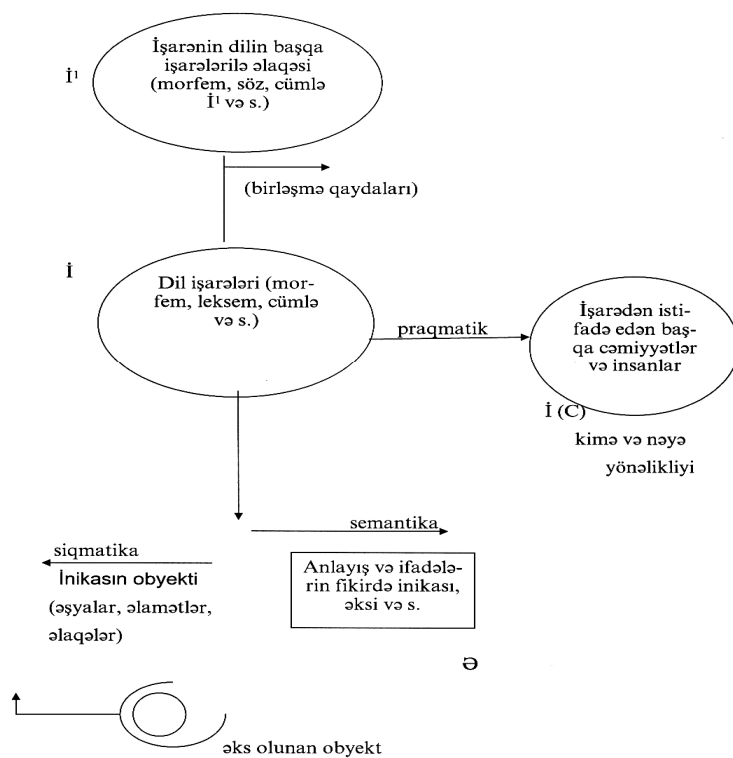 İşarənin dilin başqa
işarələrilə əlaqəsi
(morfem, söz, cümlə
İ¹ və s.)
İ¹
(birləşmə qaydaları)
İ
Dil işarələri (mor-
fem, leksem, cümlə
və s.)
praqmatik
İşarədən isti-
fadə edən baş-
qa cəmiyyətlər
və insanlar
İ (C)
kimə və nəyə
yönəlikliyi
semantika
siqmatika
İnikasın obyekti
(əşyalar, əlamətlər,
əlaqələr)
Anlayış və ifadələ-
rin fikirdə inikası,
əksi və s.
Ə
əks olunan obyekt